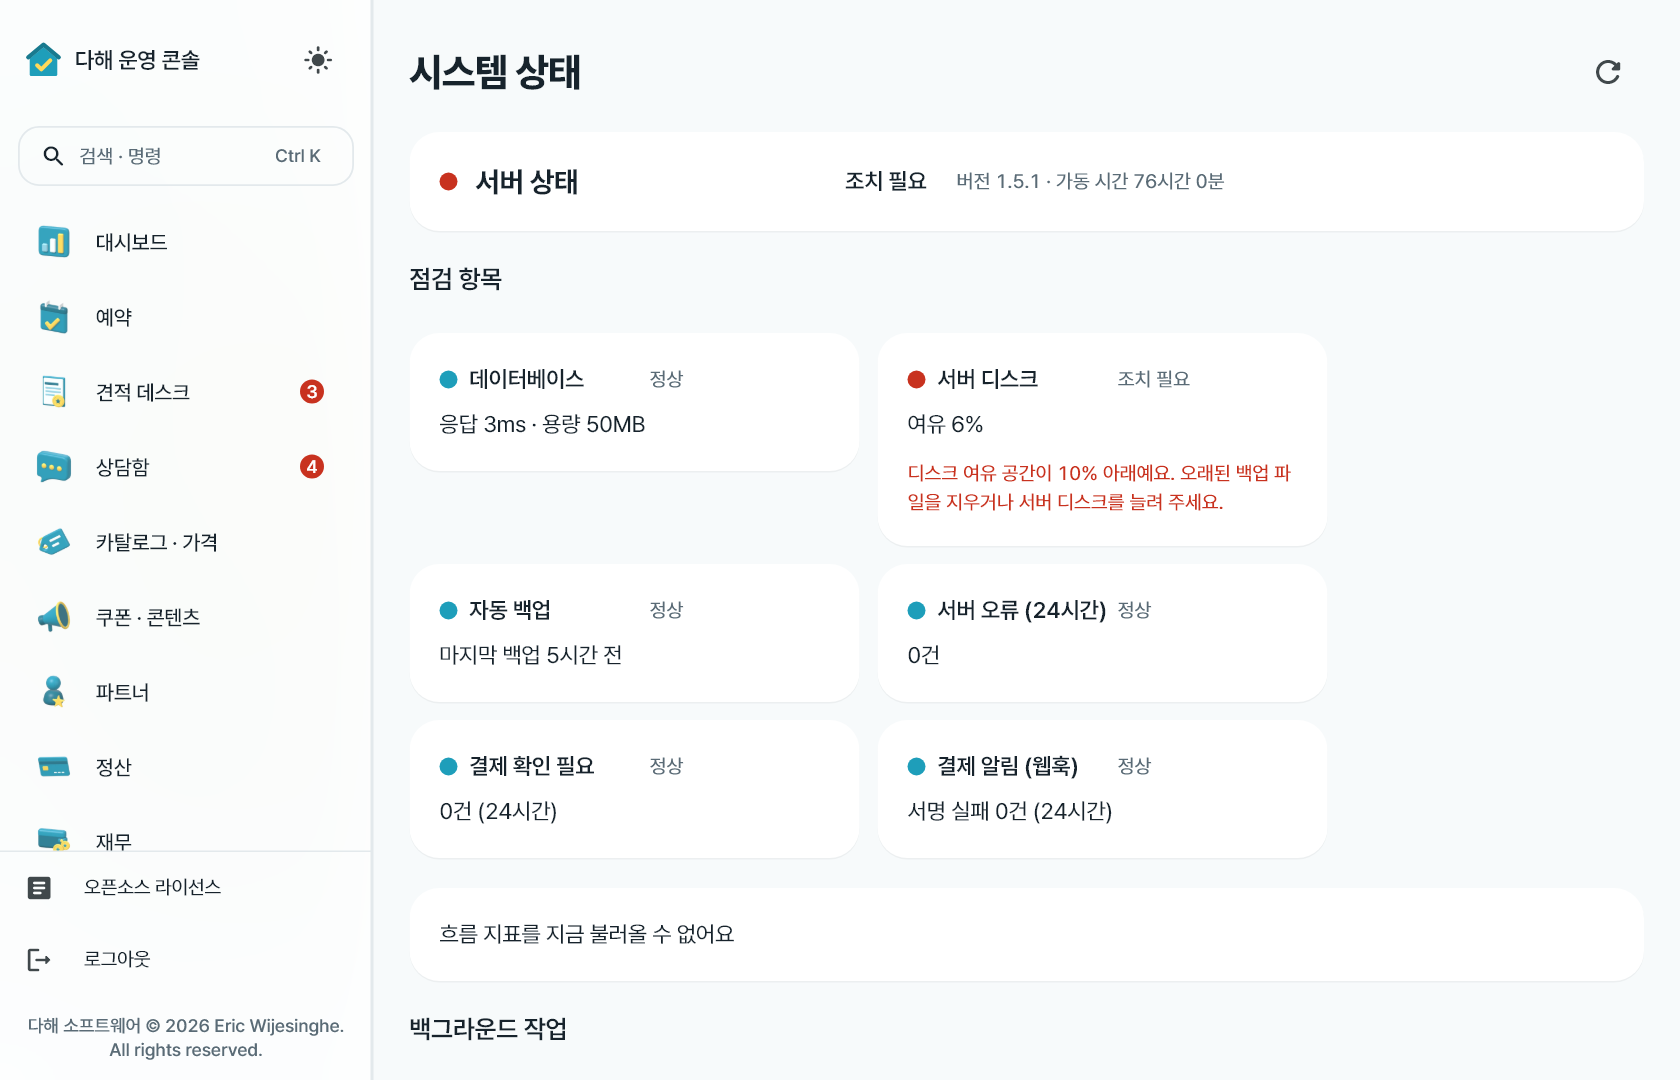 다해 운영 콘솔
검색 · 명령 Ctrl K
대시보드
예약
견적 데스크 3
상담함 4
카탈로그 · 가격
쿠폰 · 콘텐츠
파트너
정산
재무
오픈소스 라이선스
로그아웃
다해 소프트웨어 © 2026 Eric Wijesinghe.
All rights reserved.
시스템 상태
서버 상태 조치 필요 버전 1.5.1 · 가동 시간 76시간 0분
점검 항목
데이터베이스 정상
응답 3ms · 용량 50MB
서버 디스크 조치 필요
여유 6%
디스크 여유 공간이 10% 아래예요. 오래된 백업 파
일을 지우거나 서버 디스크를 늘려 주세요.
자동 백업 정상
마지막 백업 5시간 전
서버 오류 (24시간) 정상
0건
결제 확인 필요 정상
0건 (24시간)
결제 알림 (웹훅) 정상
서명 실패 0건 (24시간)
흐름 지표를 지금 불러올 수 없어요
백그라운드 작업